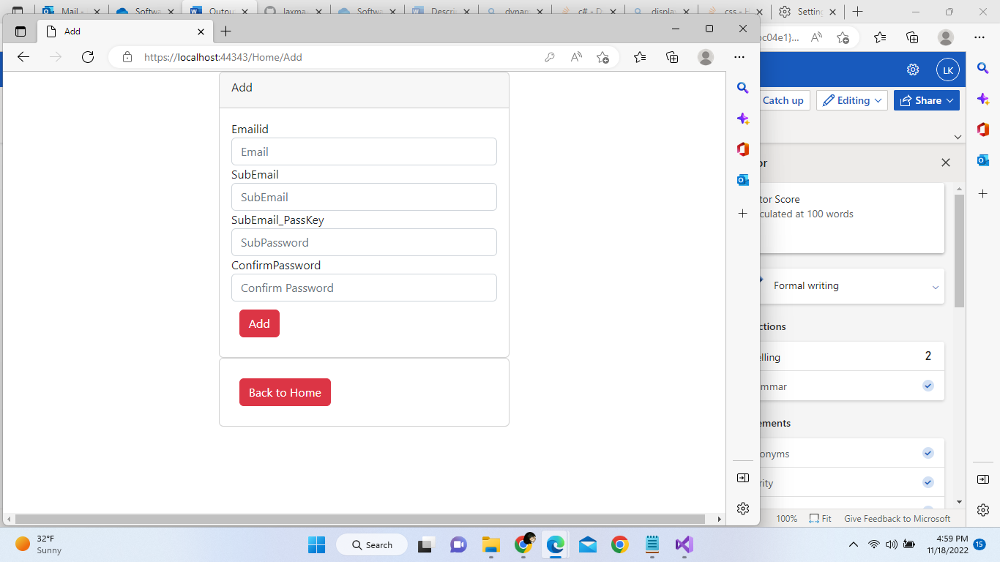 Mail -
Softwa
Outpu
laxma-
Softwa
Descri
dynam
c# - D
displa
css - h
Setting
Add
oc04e1}...
https://localhost:44343/Home/Add
LK
Catch up
Editing
Share
Add
Emailid
Email
SubEmail
SubEmail
SubEmail_PassKey
SubPassword
ConfirmPassword
Confirm Password
Add
Back to Home
or
tor Score
culated at 100 words
Formal writing
ctions
elling
2
mmar
ements
onyms
rity
100%
Fit
Give Feedback to Microsoft
32°F
Sunny
Search
4:59 PM
11/18/2022
15